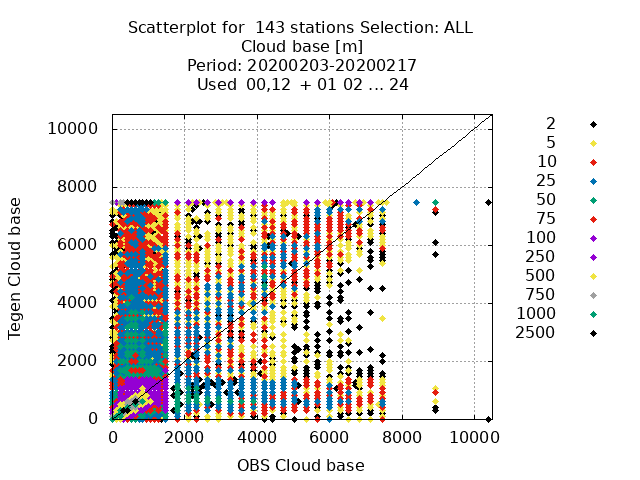 Scatterplot for  143 stations Selection: ALL
Cloud base [m]
Period: 20200203-20200217
Used  00,12  + 01 02 ... 24
Tegen Cloud base
10000
8000
6000
4000
2000
0
0 2000 4000 6000 8000 10000
OBS Cloud base
2
5
10
25
50
75
100
250
500
750
1000
2500